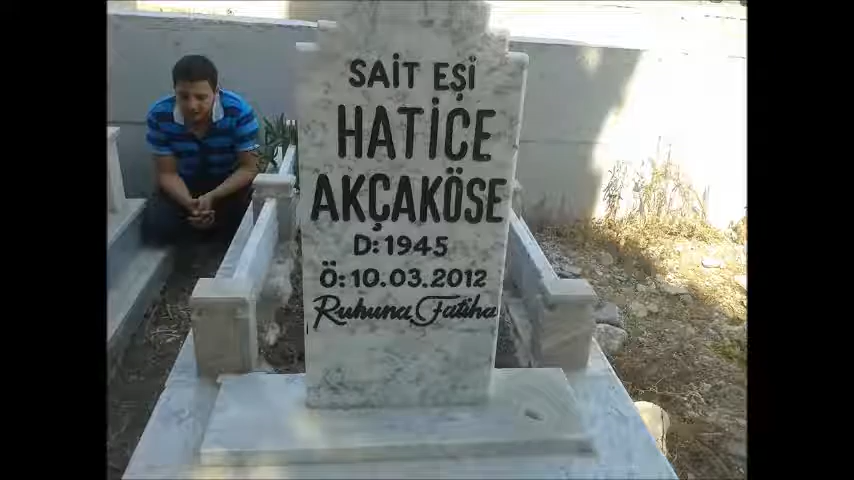 SAİT EŞİ
HATİCE
AKÇAKÖSE
D:1945
Ö:10.03.2012
Ruhuna Fatiha